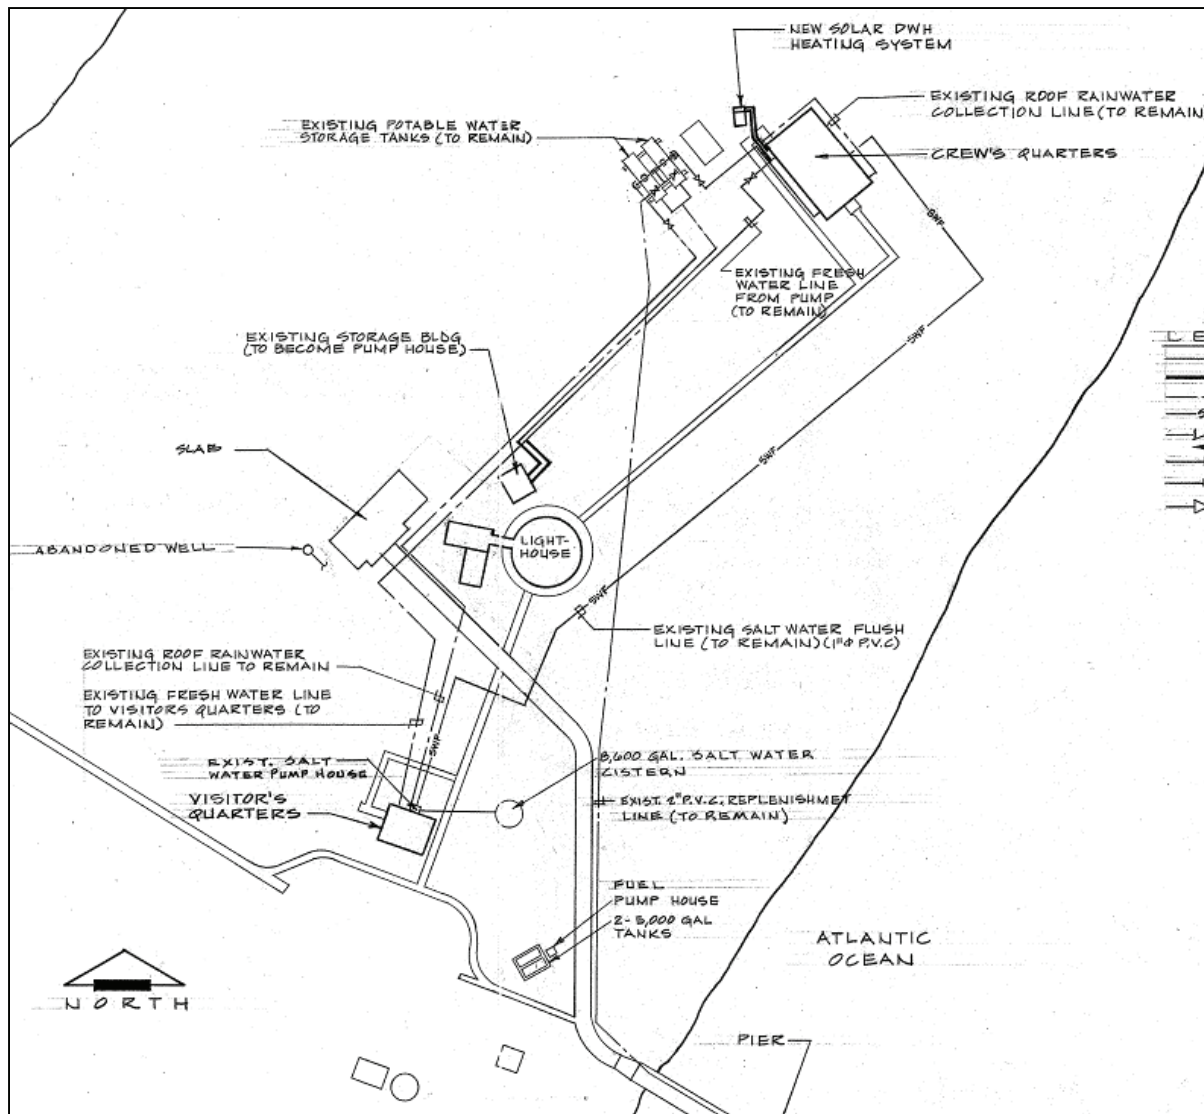 NEW SOLAR DWH
HEATING SYSTEM
EXISTING ROOF RAINWATER
COLLECTION LINE (TO REMAIN
CREW'S QUARTERS
EXISTING POTABLE WATER
STORAGE TANKS (TO REMAIN)
SWF
EXISTING FRESH
WATER LINE
FROM PUMP
(TO REMAIN)
EXISTING STORAGE BLDG
(TO BECOME PUMP HOUSE)
SWF
LE
S
SLAB
SWF
LIGHT-
HOUSE
ABANDONED WELL
SWF
EXISTING SALT WATER FLUSH
LINE (TO REMAIN) (1"Φ P.V.C)
EXISTING ROOF RAINWATER
COLLECTION LINE TO REMAIN
EXISTING FRESH WATER LINE
TO VISITORS QUARTERS (TO
REMAIN)
SWF
EXIST. SALT
WATER PUMP HOUSE
VISITOR'S
QUARTERS
GAL. SALT WATER
CISTERN
EXIST. 2" P.V.C. REPLENISHMET
LINE (TO REMAIN)
FUEL
PUMP HOUSE
2-5,000 GAL
TANKS
ATLANTIC
OCEAN
NORTH
PIER